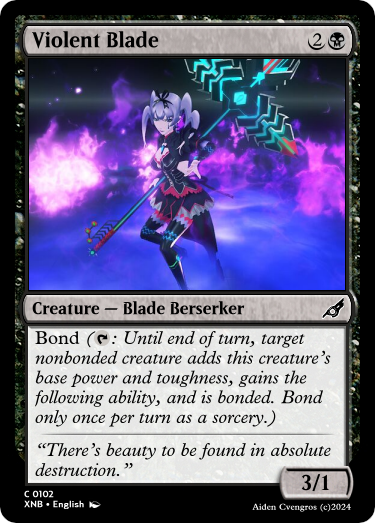 Violent Blade 2
Creature — Blade Berserker
Bond (: Until end of turn, target
nonbonded creature adds this creature's
base power and toughness, gains the
following ability, and is bonded. Bond
only once per turn as a sorcery.)
“There's beauty to be found in absolute
destruction.”
3/1
C 0102
XNB • English
Aiden Cvengros (c)2024